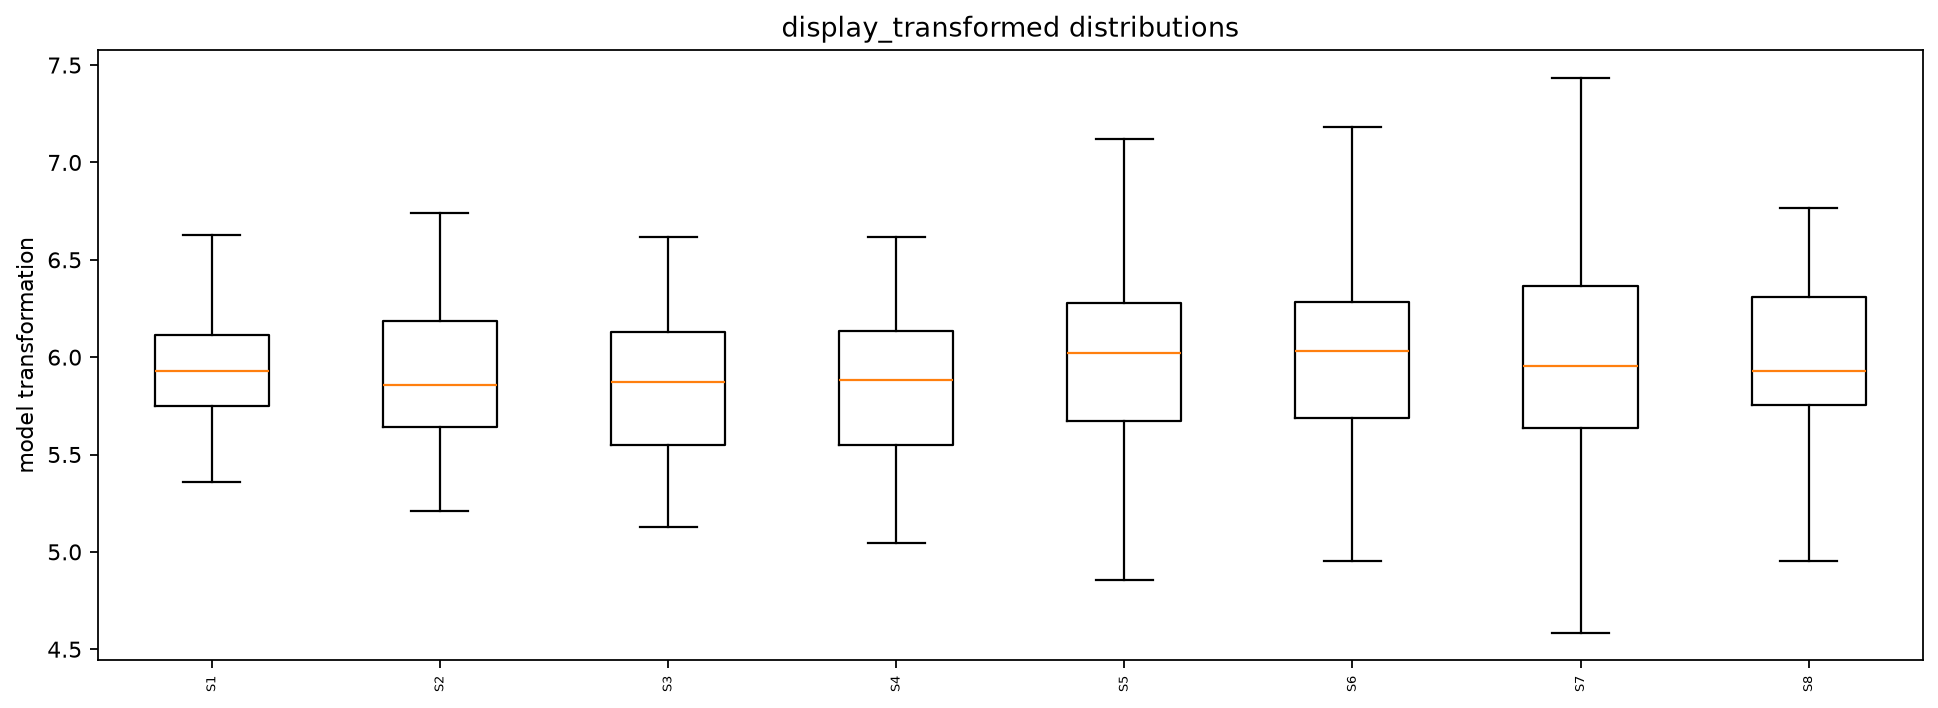 display_transformed distributions
model transformation
7.5
7.0
6.5
6.0
5.5
5.0
4.5
S1
S2
S3
S4
S5
S6
S7
S8